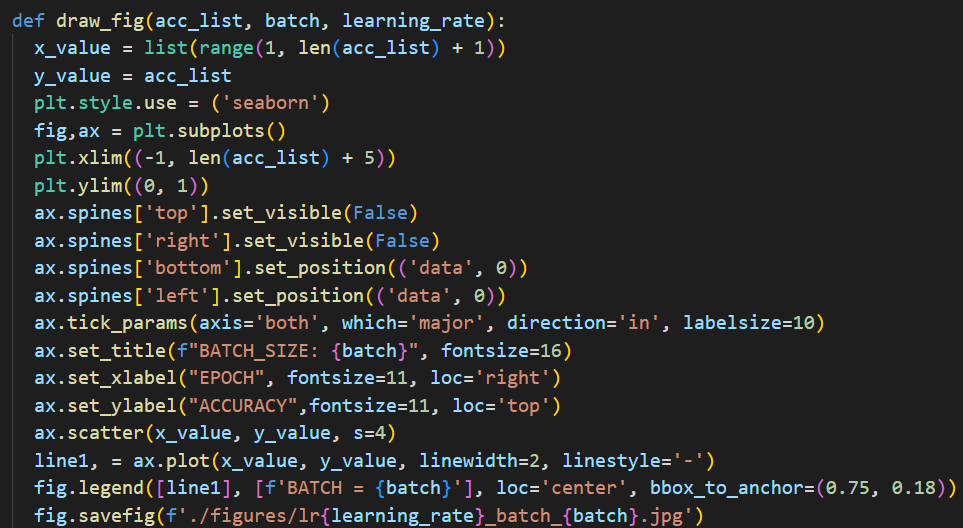 def draw_fig(acc_list, batch, learning_rate):
  x_value = list(range(1, len(acc_list) + 1))
  y_value = acc_list
  plt.style.use = ('seaborn')
  fig,ax = plt.subplots()
  plt.xlim((-1, len(acc_list) + 5))
  plt.ylim((0, 1))
  ax.spines['top'].set_visible(False)
  ax.spines['right'].set_visible(False)
  ax.spines['bottom'].set_position(('data', 0))
  ax.spines['left'].set_position(('data', 0))
  ax.tick_params(axis='both', which='major', direction='in', labelsize=10)
  ax.set_title(f"BATCH_SIZE: {batch}", fontsize=16)
  ax.set_xlabel("EPOCH", fontsize=11, loc='right')
  ax.set_ylabel("ACCURACY",fontsize=11, loc='top')
  ax.scatter(x_value, y_value, s=4)
  line1, = ax.plot(x_value, y_value, linewidth=2, linestyle='-')
  fig.legend([line1], [f'BATCH = {batch}'], loc='center', bbox_to_anchor=(0.75, 0.18))
  fig.savefig(f'./figures/lr{learning_rate}_batch_{batch}.jpg')